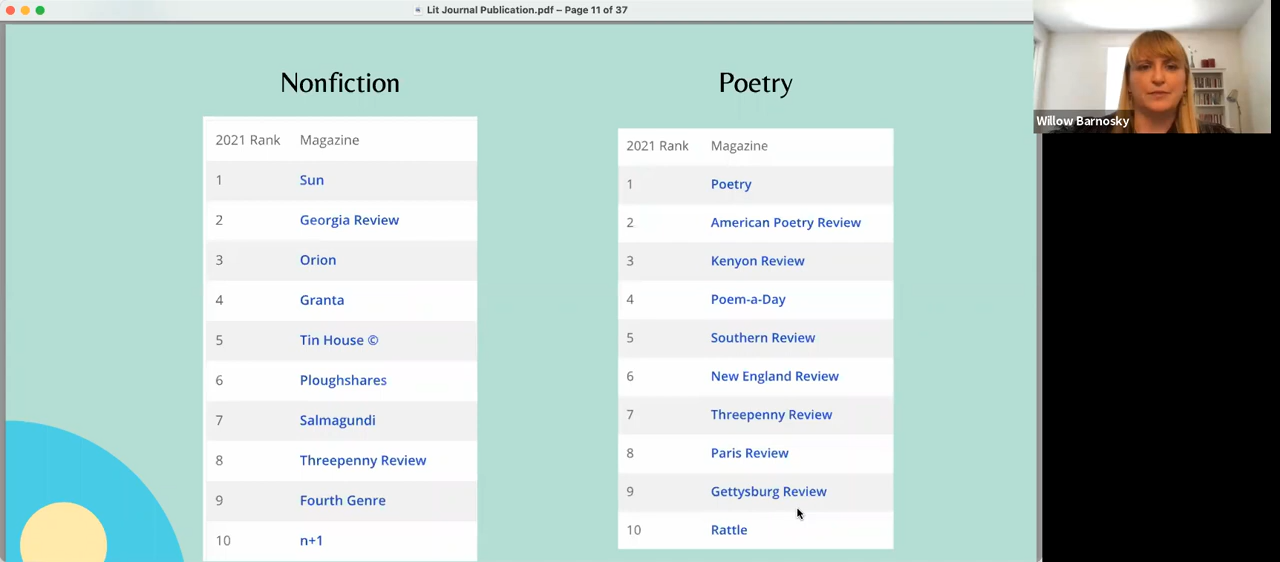 Lit Journal Publication.pdf – Page 11 of 37
Willow Barnosky
Nonfiction
2021 Rank Magazine
1 Sun
2 Georgia Review
3 Orion
4 Granta
5 Tin House ©
6 Ploughshares
7 Salmagundi
8 Threepenny Review
9 Fourth Genre
10 n+1
Poetry
2021 Rank Magazine
1 Poetry
2 American Poetry Review
3 Kenyon Review
4 Poem-a-Day
5 Southern Review
6 New England Review
7 Threepenny Review
8 Paris Review
9 Gettysburg Review
10 Rattle